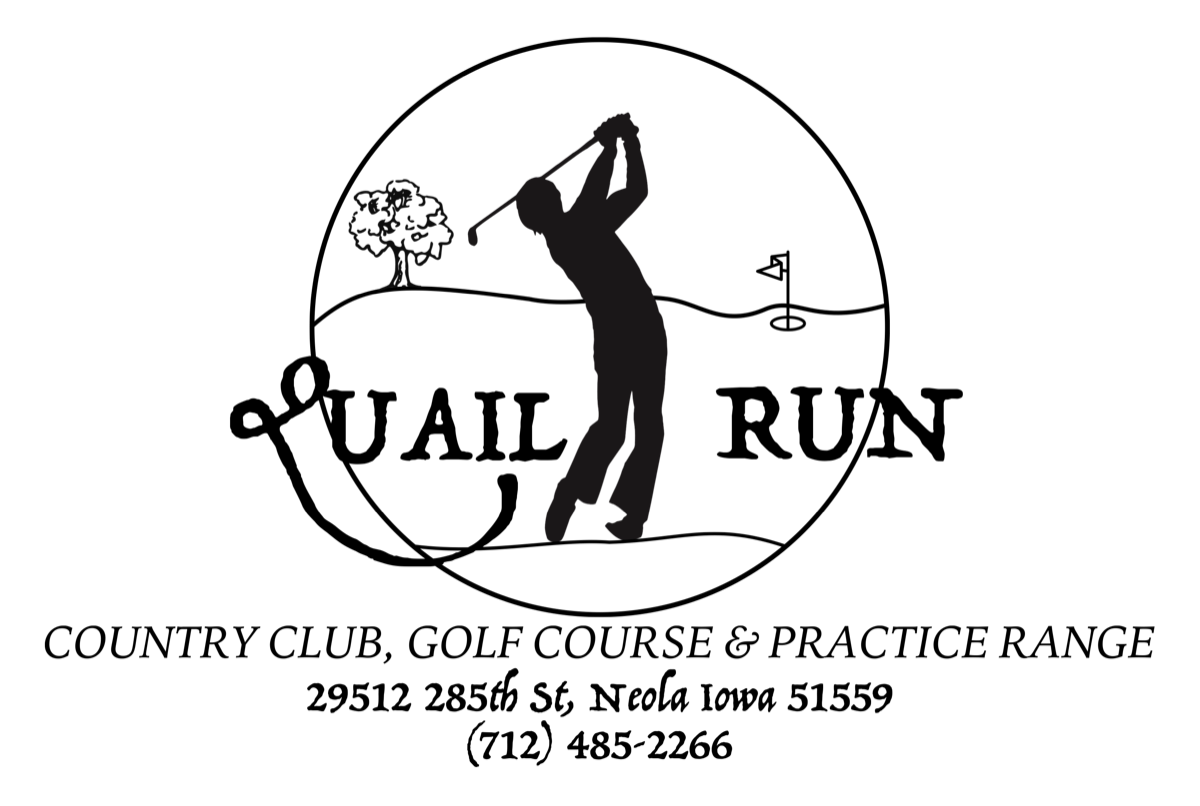 QUAIL RUN
COUNTRY CLUB, GOLF COURSE & PRACTICE RANGE
29512 285th St, Neola Iowa 51559
(712) 485-2266